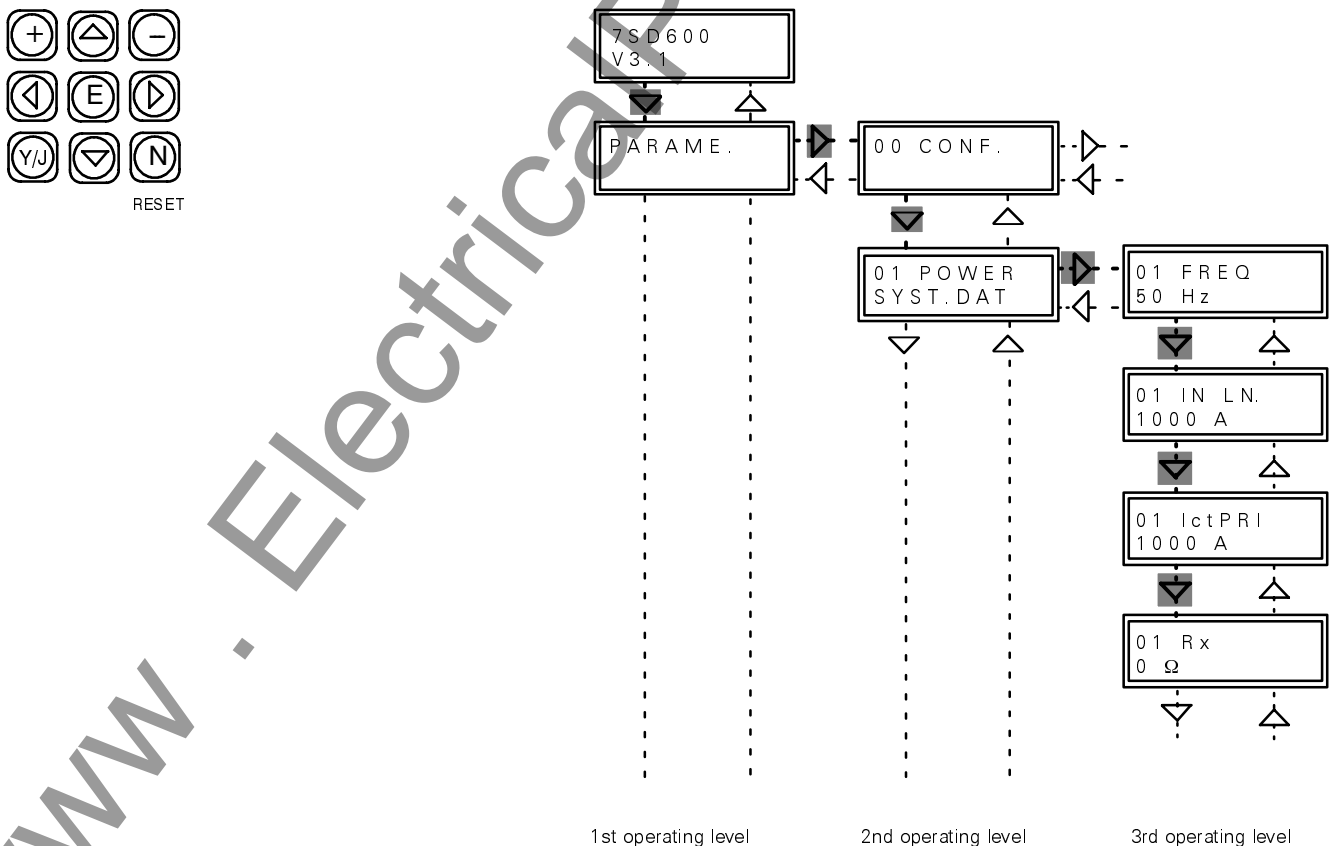 + −
E
Y/J N
RESET
7SD600
V3.1
PARAME.
00 CONF.
01 POWER
SYST.DAT
01 FREQ
50 Hz
01 IN LN.
1000 A
01 IctPRI
1000 A
01 Rx
0 Ω
1st operating level
2nd operating level
3rd operating level
www . ElectricalP